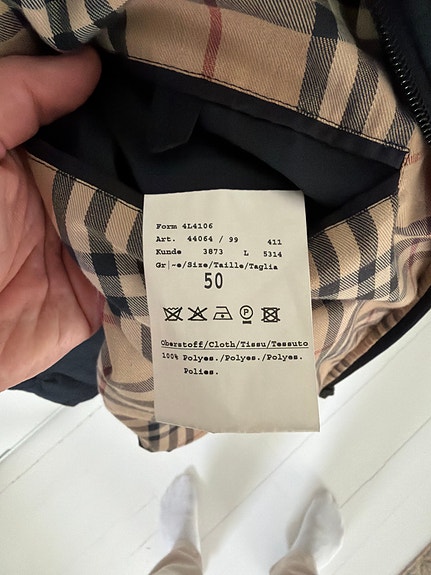 Form 4L4106
Art. 44064 / 99 411
Kunde 3873 L 5314
Gr|-e/Size/Taille/Taglia
50
P
Oberstoff/Cloth/Tissu/Tessuto
100% Polyes./Polyes./Polyes.
Polies.